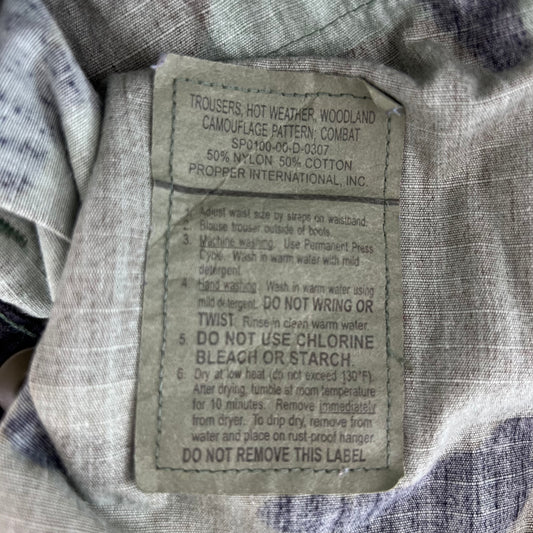 TROUSERS, HOT WEATHER, WOODLAND
CAMOUFLAGE PATTERN: COMBAT
SP0100-00-D-0307
50% NYLON 50% COTTON
PROPPER INTERNATIONAL, INC.
1. Adjust waist size by straps on waistband.
2. Blouse trouser outside of boots.
3. Machine washing. Use Permanent Press
Cycle. Wash in warm water with mild
detergent.
4. Hand washing. Wash in warm water using
mild detergent. DO NOT WRING OR
TWIST. Rinse in clean warm water.
5. DO NOT USE CHLORINE
BLEACH OR STARCH.
6. Dry at low heat (do not exceed 130°F).
After drying, tumble at room temperature
for 10 minutes. Remove immediately
from dryer. To drip dry, remove from
water and place on rust-proof hanger.
DO NOT REMOVE THIS LABEL